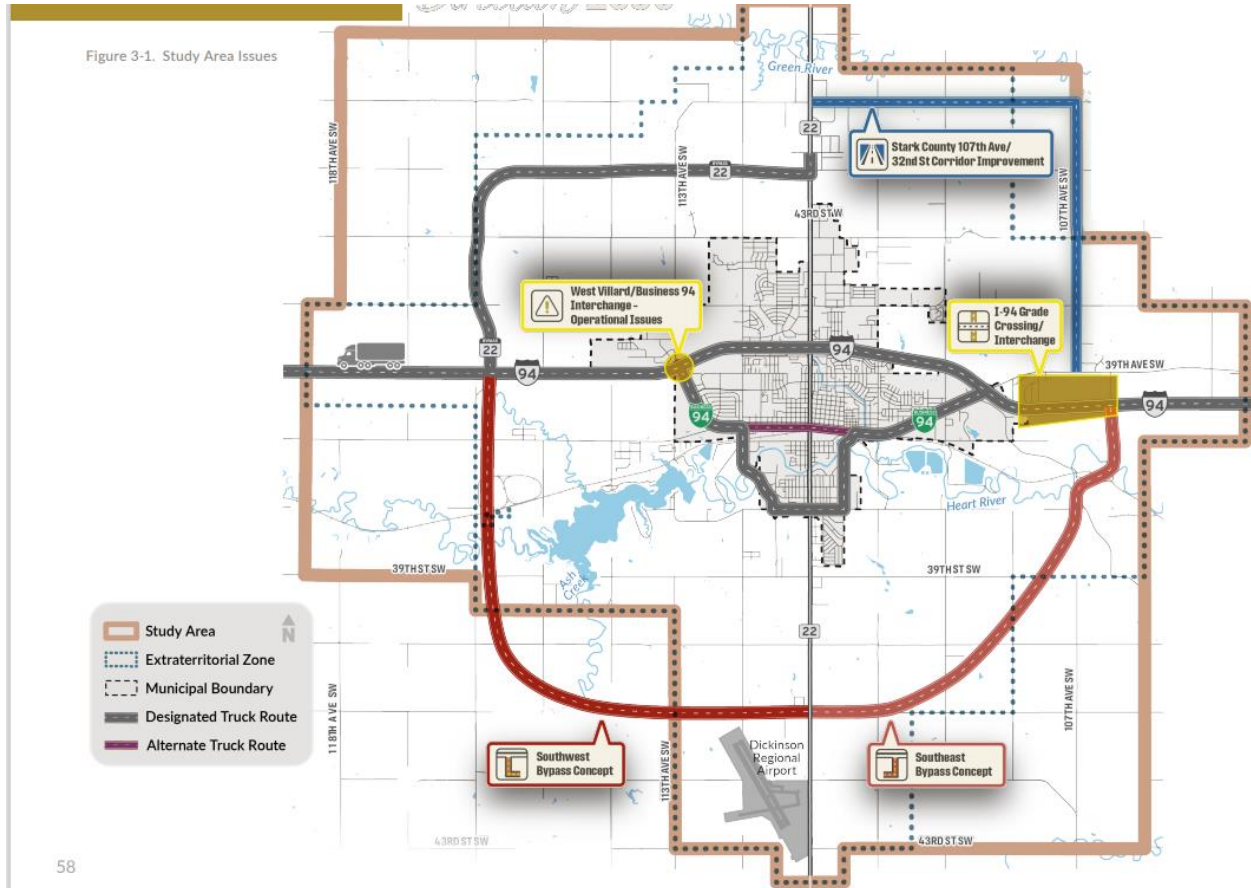 Figure 3-1. Study Area Issues
Green River
22
Stark County 107th Ave/
32nd St Corridor Improvement
118TH AVE SW
113TH AVE SW
BYPASS
22
107TH AVE SW
43RD ST SW
West Villard/Business 94
Interchange -
Operational Issues
I-94 Grade
Crossing/
Interchange
BYPASS
22
94
94
39TH AVE SW
94
BUSINESS
94
BUSINESS
94
Heart River
39TH ST SW
Ash
Creek
39TH ST SW
N
Study Area
Extraterritorial Zone
Municipal Boundary
Designated Truck Route
Alternate Truck Route
22
118TH AVE SW
107TH AVE SW
113TH AVE SW
Southwest
Bypass Concept
Dickinson
Regional
Airport
Southeast
Bypass Concept
43RD ST SW
43RD ST SW
58